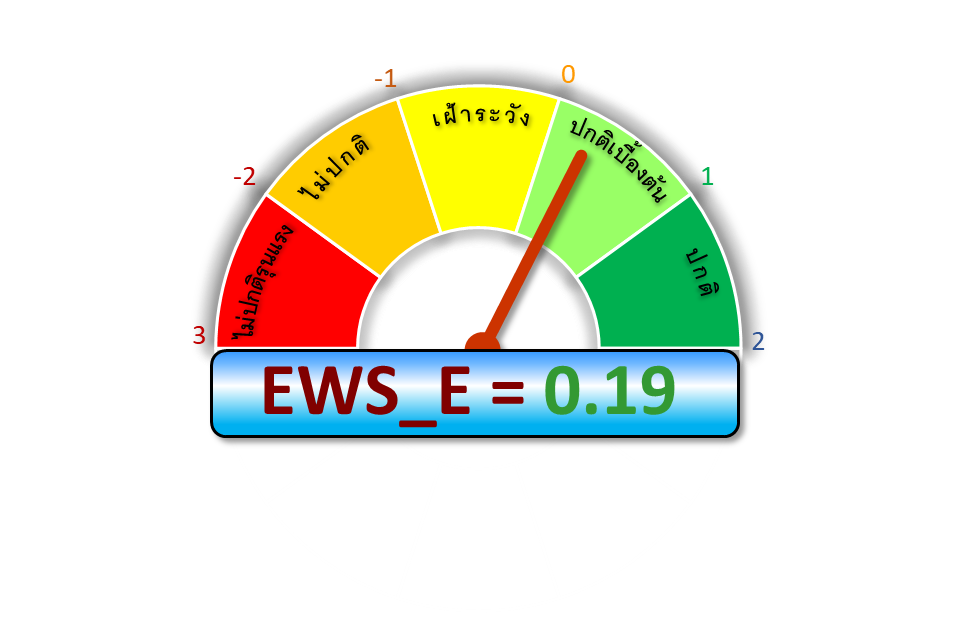 -1
0
-2
1
3
2
ไม่ปกติรุนแรง
ไม่ปกติ
เฝ้าระวัง
ปกติเบื้องต้น
ปกติ
EWS_E = 0.19